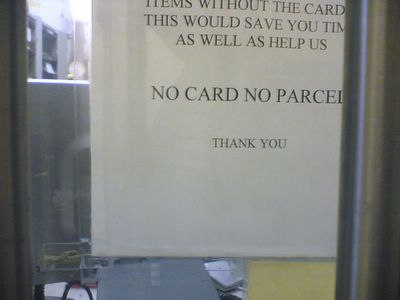 ITEMS WITHOUT THE CARD
THIS WOULD SAVE YOU TIM
AS WELL AS HELP US
NO CARD NO PARCEL
THANK YOU